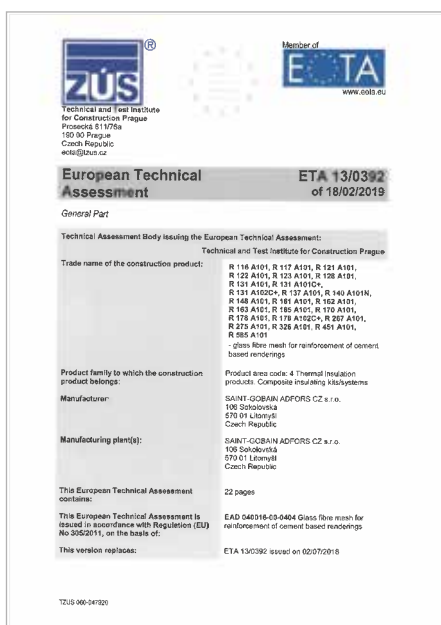 ®
ZÚS
Member of
EOTA
www.eota.eu
Technical and Test Institute
for Construction Prague
Prosecká 811/76a
190 00 Prague
Czech Republic
eota@tzus.cz
European Technical
Assessment
ETA 13/0392
of 18/02/2019
General Part
Technical Assessment Body issuing the European Technical Assessment:
Technical and Test Institute for Construction Prague
Trade name of the construction product:
R 116 A101, R 117 A101, R 121 A101,
R 122 A101, R 123 A101, R 128 A101,
R 131 A101, R 131 A101C+,
R 131 A102C+, R 137 A101, R 140 A101N,
R 148 A101, R 161 A101, R 162 A101,
R 163 A101, R 165 A101, R 170 A101,
R 178 A101, R 178 A102C+, R 267 A101,
R 275 A101, R 326 A101, R 451 A101,
R 585 A101
- glass fibre mesh for reinforcement of cement
based renderings
Product family to which the construction
product belongs:
Product area code: 4 Thermal Insulation
products. Composite insulating kits/systems
Manufacturer:
SAINT-GOBAIN ADFORS CZ s.r.o.
106 Sokolovská
570 01 Litomyšl
Czech Republic
Manufacturing plant(s):
SAINT-GOBAIN ADFORS CZ s.r.o.
106 Sokolovská
570 01 Litomyšl
Czech Republic
This European Technical Assessment
contains:
22 pages
This European Technical Assessment is
issued in accordance with Regulation (EU)
No 305/2011, on the basis of:
EAD 040016-00-0404 Glass fibre mesh for
reinforcement of cement based renderings
This version replaces:
ETA 13/0392 issued on 02/07/2018
TZUS 060-047920